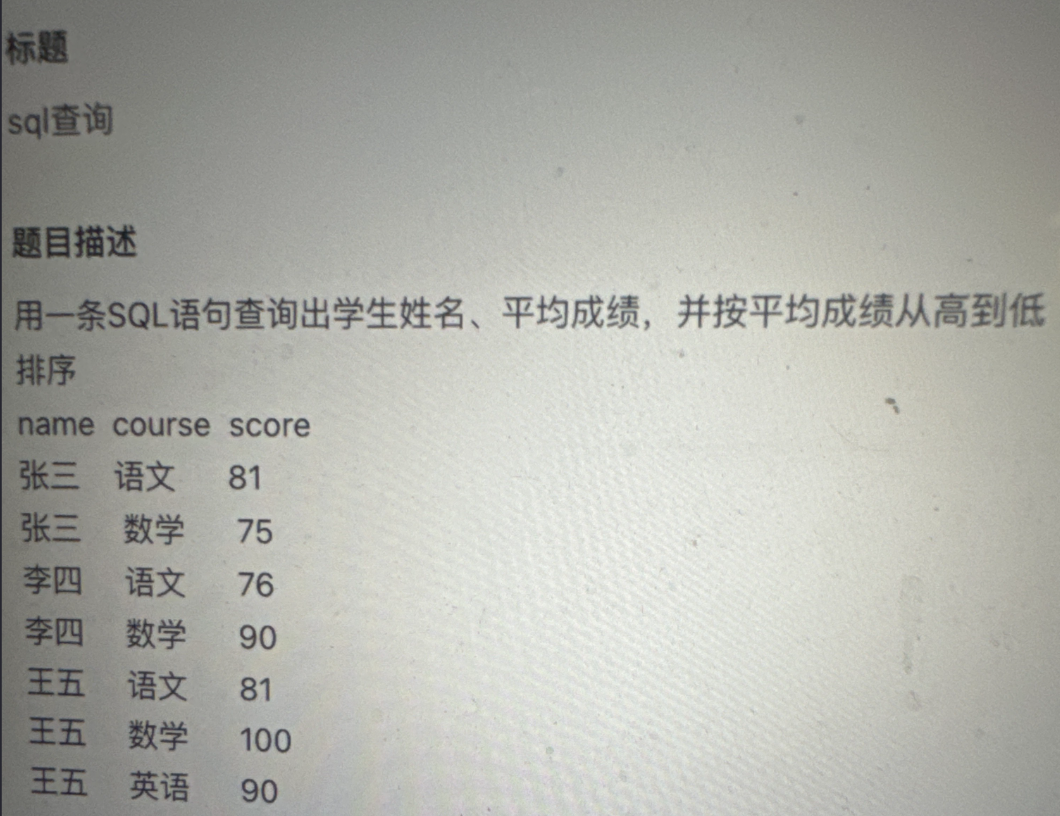 标题
sql查询
题目描述
用一条SQL语句查询出学生姓名、平均成绩，并按平均成绩从高到低
排序
name course score
张三 语文 81
张三 数学 75
李四 语文 76
李四 数学 90
王五 语文 81
王五 数学 100
王五 英语 90